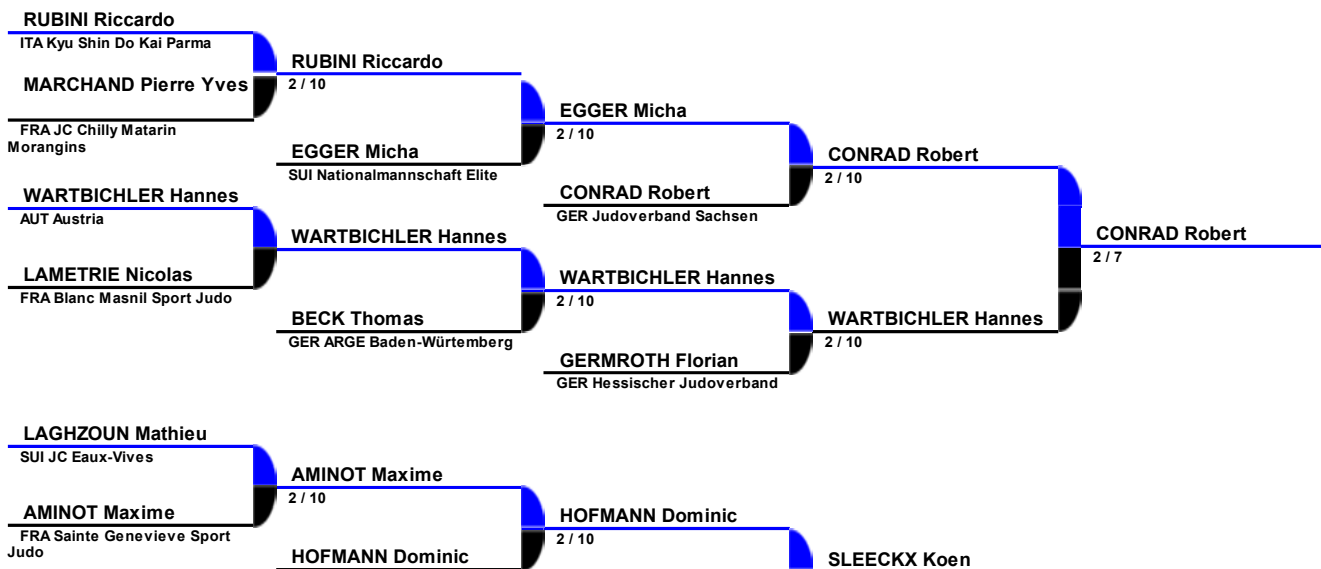 RUBINI Riccardo
ITA Kyu Shin Do Kai Parma
MARCHAND Pierre Yves
FRA JC Chilly Matarin
Morangins
RUBINI Riccardo
2 / 10
EGGER Micha
SUI Nationalmannschaft Elite
EGGER Micha
2 / 10
CONRAD Robert
GER Judoverband Sachsen
CONRAD Robert
2 / 10
CONRAD Robert
2 / 7
WARTBICHLER Hannes
AUT Austria
LAMETRIE Nicolas
FRA Blanc Masnil Sport Judo
WARTBICHLER Hannes
BECK Thomas
GER ARGE Baden-Würtemberg
WARTBICHLER Hannes
2 / 10
GERMROTH Florian
GER Hessischer Judoverband
WARTBICHLER Hannes
2 / 10
LAGHZOUN Mathieu
SUI JC Eaux-Vives
AMINOT Maxime
FRA Sainte Genevieve Sport
Judo
AMINOT Maxime
2 / 10
HOFMANN Dominic
HOFMANN Dominic
2 / 10
SLEECKX Koen